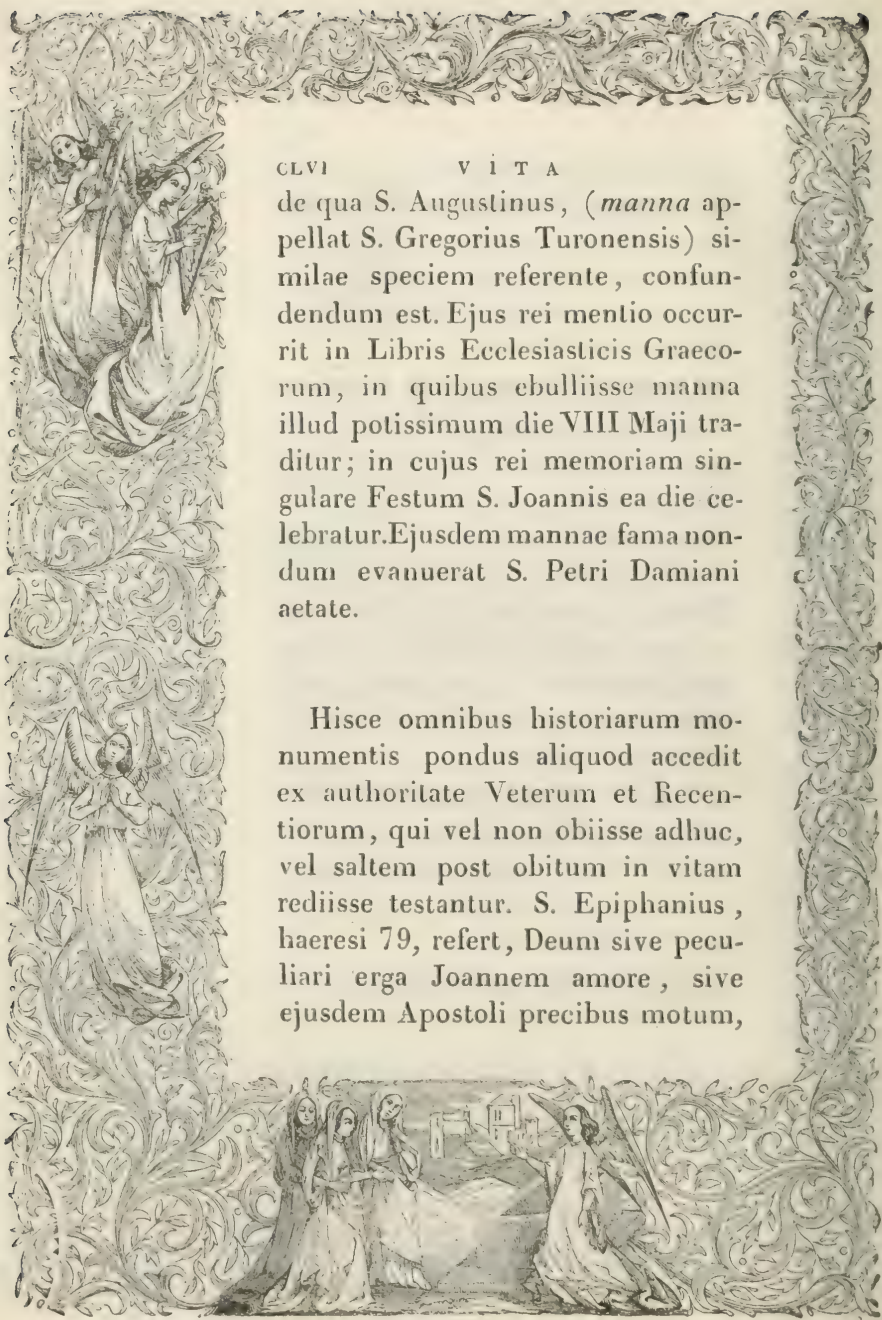 CLVI VITA
de qua S. Augustinus, (manna ap-
pellat S. Gregorius Turonensis) si-
milae speciem referente, confun-
dendum est. Ejus rei mentio occur-
rit in Libris Ecclesiasticis Graeco-
rum, in quibus ebulliisse manna
illud potissimum die VIII Maji tra-
ditur; in cujus rei memoriam sin-
gulare Festum S. Joannis ea die ce-
lebratur. Ejusdem mannae fama non-
dum evanuerat S. Petri Damiani
aetate.
Hisce omnibus historiarum mo-
numentis pondus aliquod accedit
ex authoritate Veterum et Recen-
tiorum, qui vel non obiisse adhuc,
vel saltem post obitum in vitam
rediisse testantur. S. Epiphanius,
haeresi 79, refert, Deum sive pecu-
liari erga Joannem amore, sive
ejusdem Apostoli precibus motum,